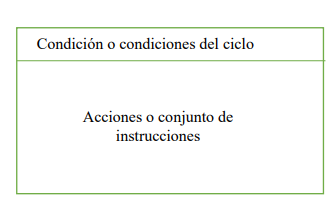 Condición o condiciones del ciclo
Acciones o conjunto de
instrucciones